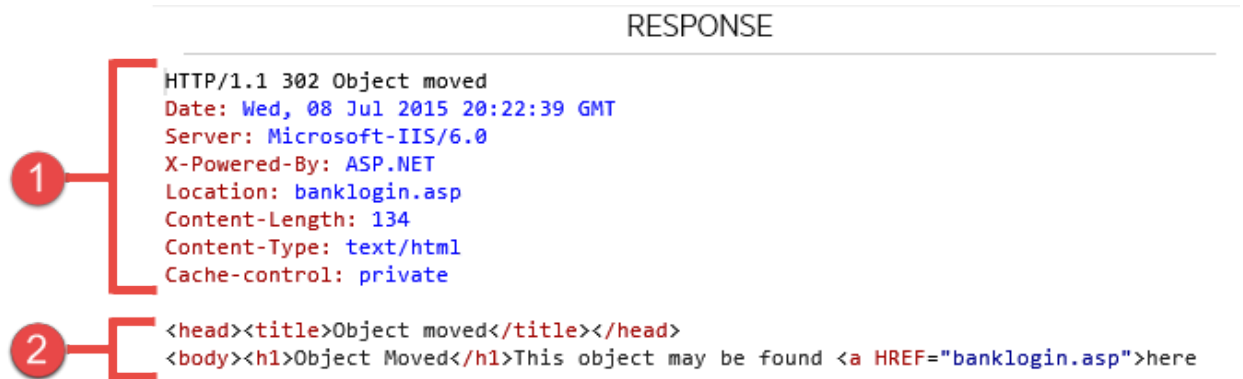 RESPONSE
1
HTTP/1.1 302 Object moved
Date: Wed, 08 Jul 2015 20:22:39 GMT
Server: Microsoft-IIS/6.0
X-Powered-By: ASP.NET
Location: banklogin.asp
Content-Length: 134
Content-Type: text/html
Cache-control: private
2
<head><title>Object moved</title></head>
<body><h1>Object Moved</h1>This object may be found <a HREF="banklogin.asp">here